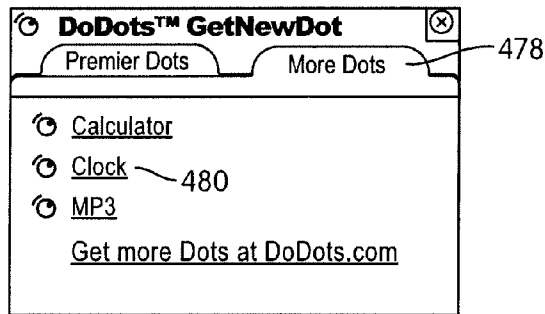 DoDots™ GetNewDot
Premier Dots
More Dots
478
Calculator
Clock
480
MP3
Get more Dots at DoDots.com